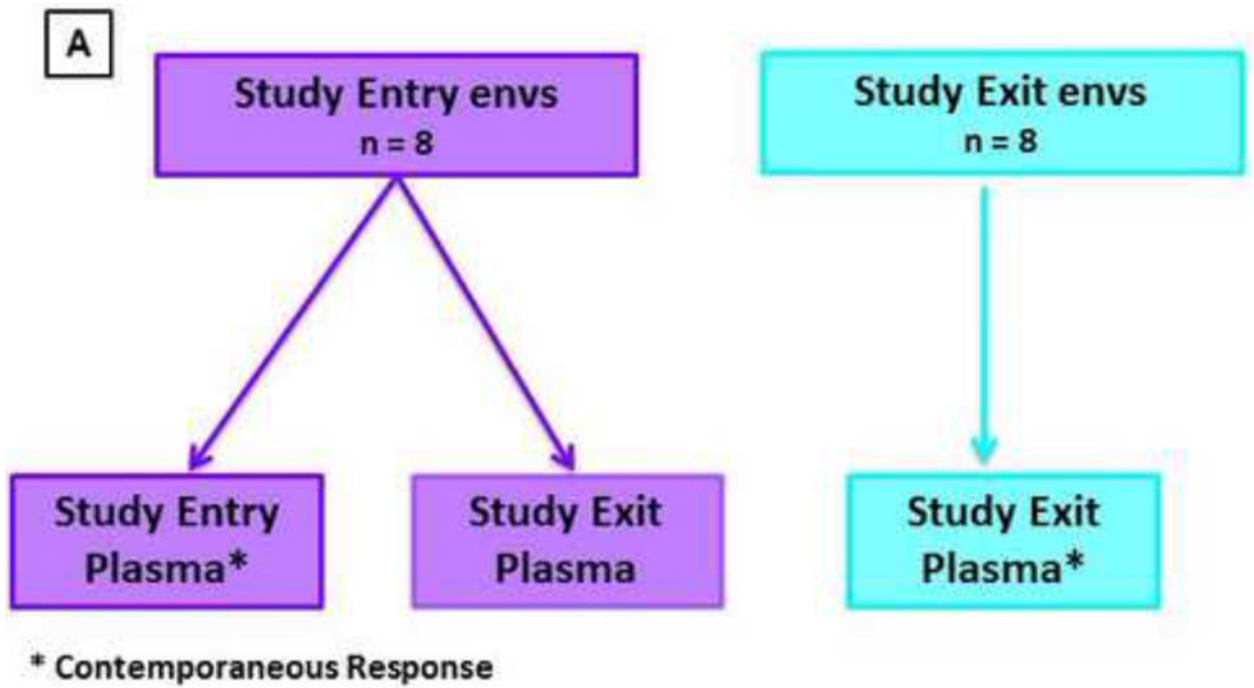 A
Study Entry envs
n = 8
Study Exit envs
n = 8
Study Entry
Plasma*
Study Exit
Plasma
Study Exit
Plasma*
* Contemporaneous Response